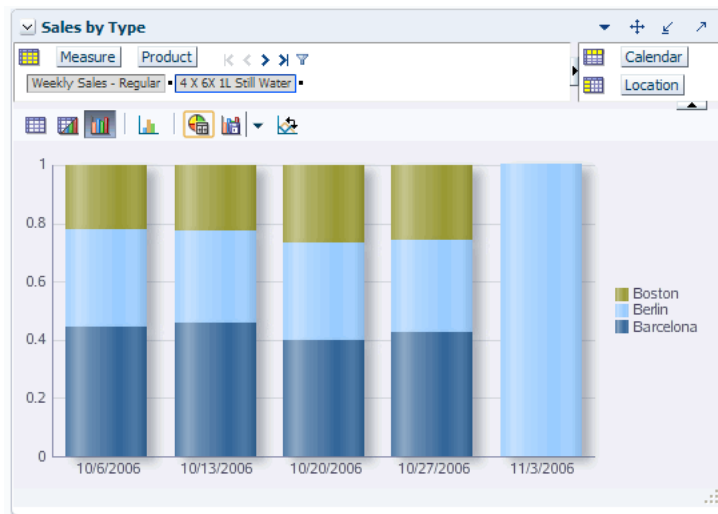 Sales by Type
Measure Product
Calendar
Weekly Sales - Regular 4 X 6X 1L Still Water
Location
1
0.8
0.6
0.4
0.2
0
Boston
Berlin
Barcelona
10/6/2006 10/13/2006 10/20/2006 10/27/2006 11/3/2006